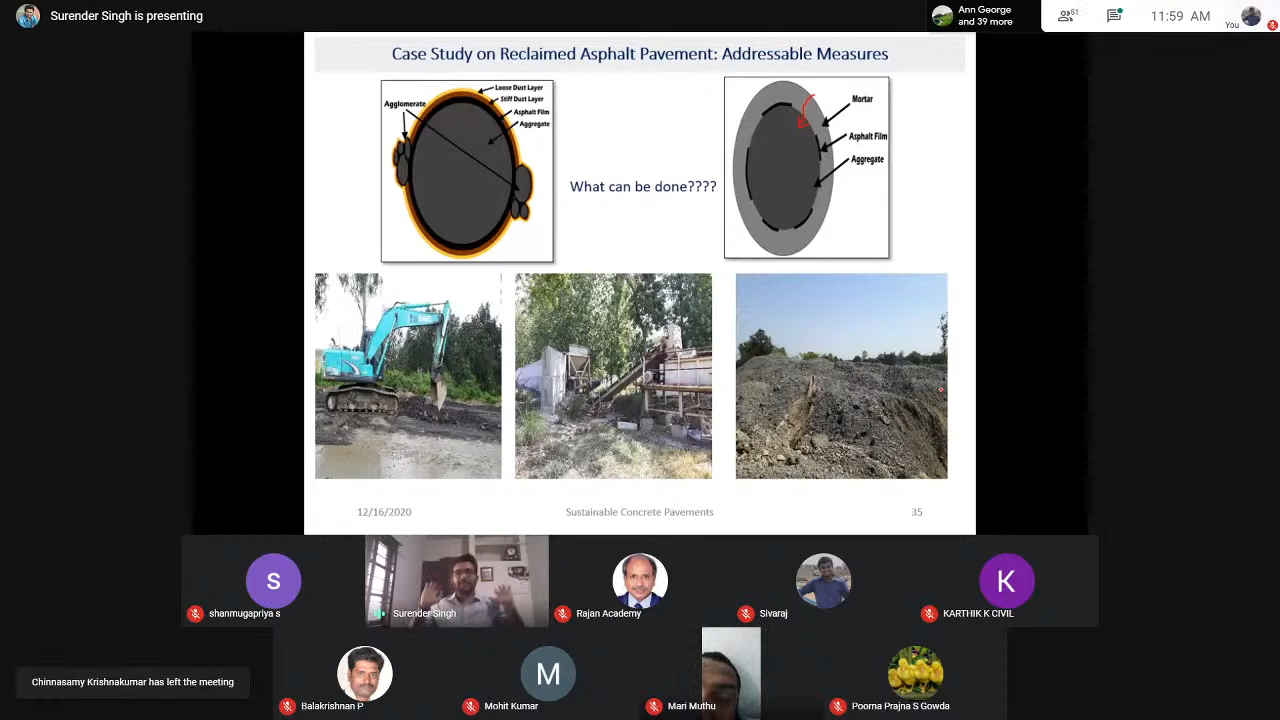 Surender Singh is presenting
Ann George
and 39 more
51
11:59 AM
You
Case Study on Reclaimed Asphalt Pavement: Addressable Measures
Loose Dust Layer
Stiff Dust Layer
Agglomerate
Asphalt Film
Aggregate
What can be done????
Mortar
Asphalt Film
Aggregate
12/16/2020
Sustainable Concrete Pavements
35
s
K
shanmugapriya s
Surender Singh
Rajan Academy
Sivaraj
KARTHIK K CIVIL
M
Chinnasamy Krishnakumar has left the meeting
Balakrishnan P
Mohit Kumar
Mari Muthu
Poorna Prajna S Gowda